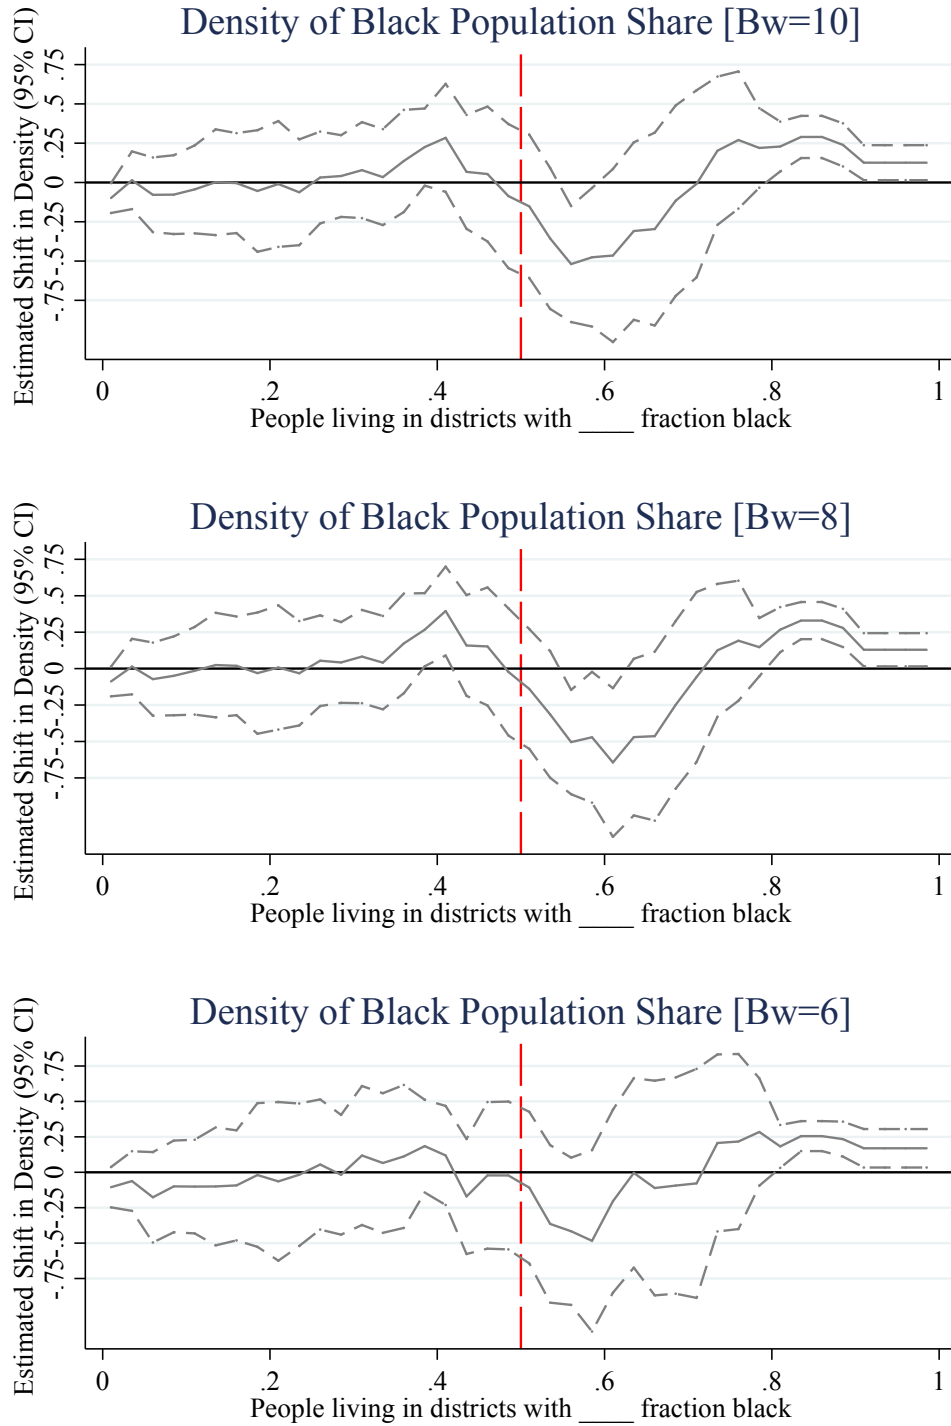 Density of Black Population Share [Bw=10]
Estimated Shift in Density (95% CI)
.75
.5
.25
0
-.25
-.5
-.75
0 .2 .4 .6 .8 1
People living in districts with ____ fraction black
Density of Black Population Share [Bw=8]
Estimated Shift in Density (95% CI)
.75
.5
.25
0
-.25
-.5
-.75
0 .2 .4 .6 .8 1
People living in districts with ____ fraction black
Density of Black Population Share [Bw=6]
Estimated Shift in Density (95% CI)
.75
.5
.25
0
-.25
-.5
-.75
0 .2 .4 .6 .8 1
People living in districts with ____ fraction black